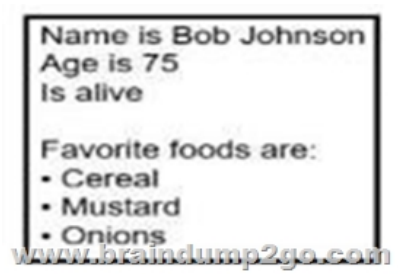 Name is Bob Johnson
Age is 75
Is alive
Favorite foods are:
• Cereal
• Mustard
• Onions
www.braindump2go.com